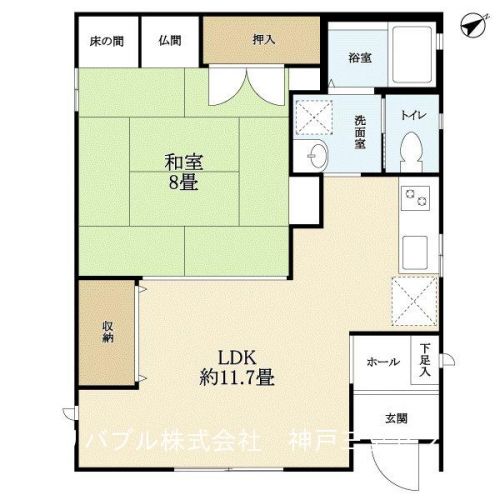 床の間
仏間
押入
浴室
洗面室
トイレ
和室
8畳
収納
LDK
約11.7畳
ホール
下足入
玄関
リバブル株式会社 神戸